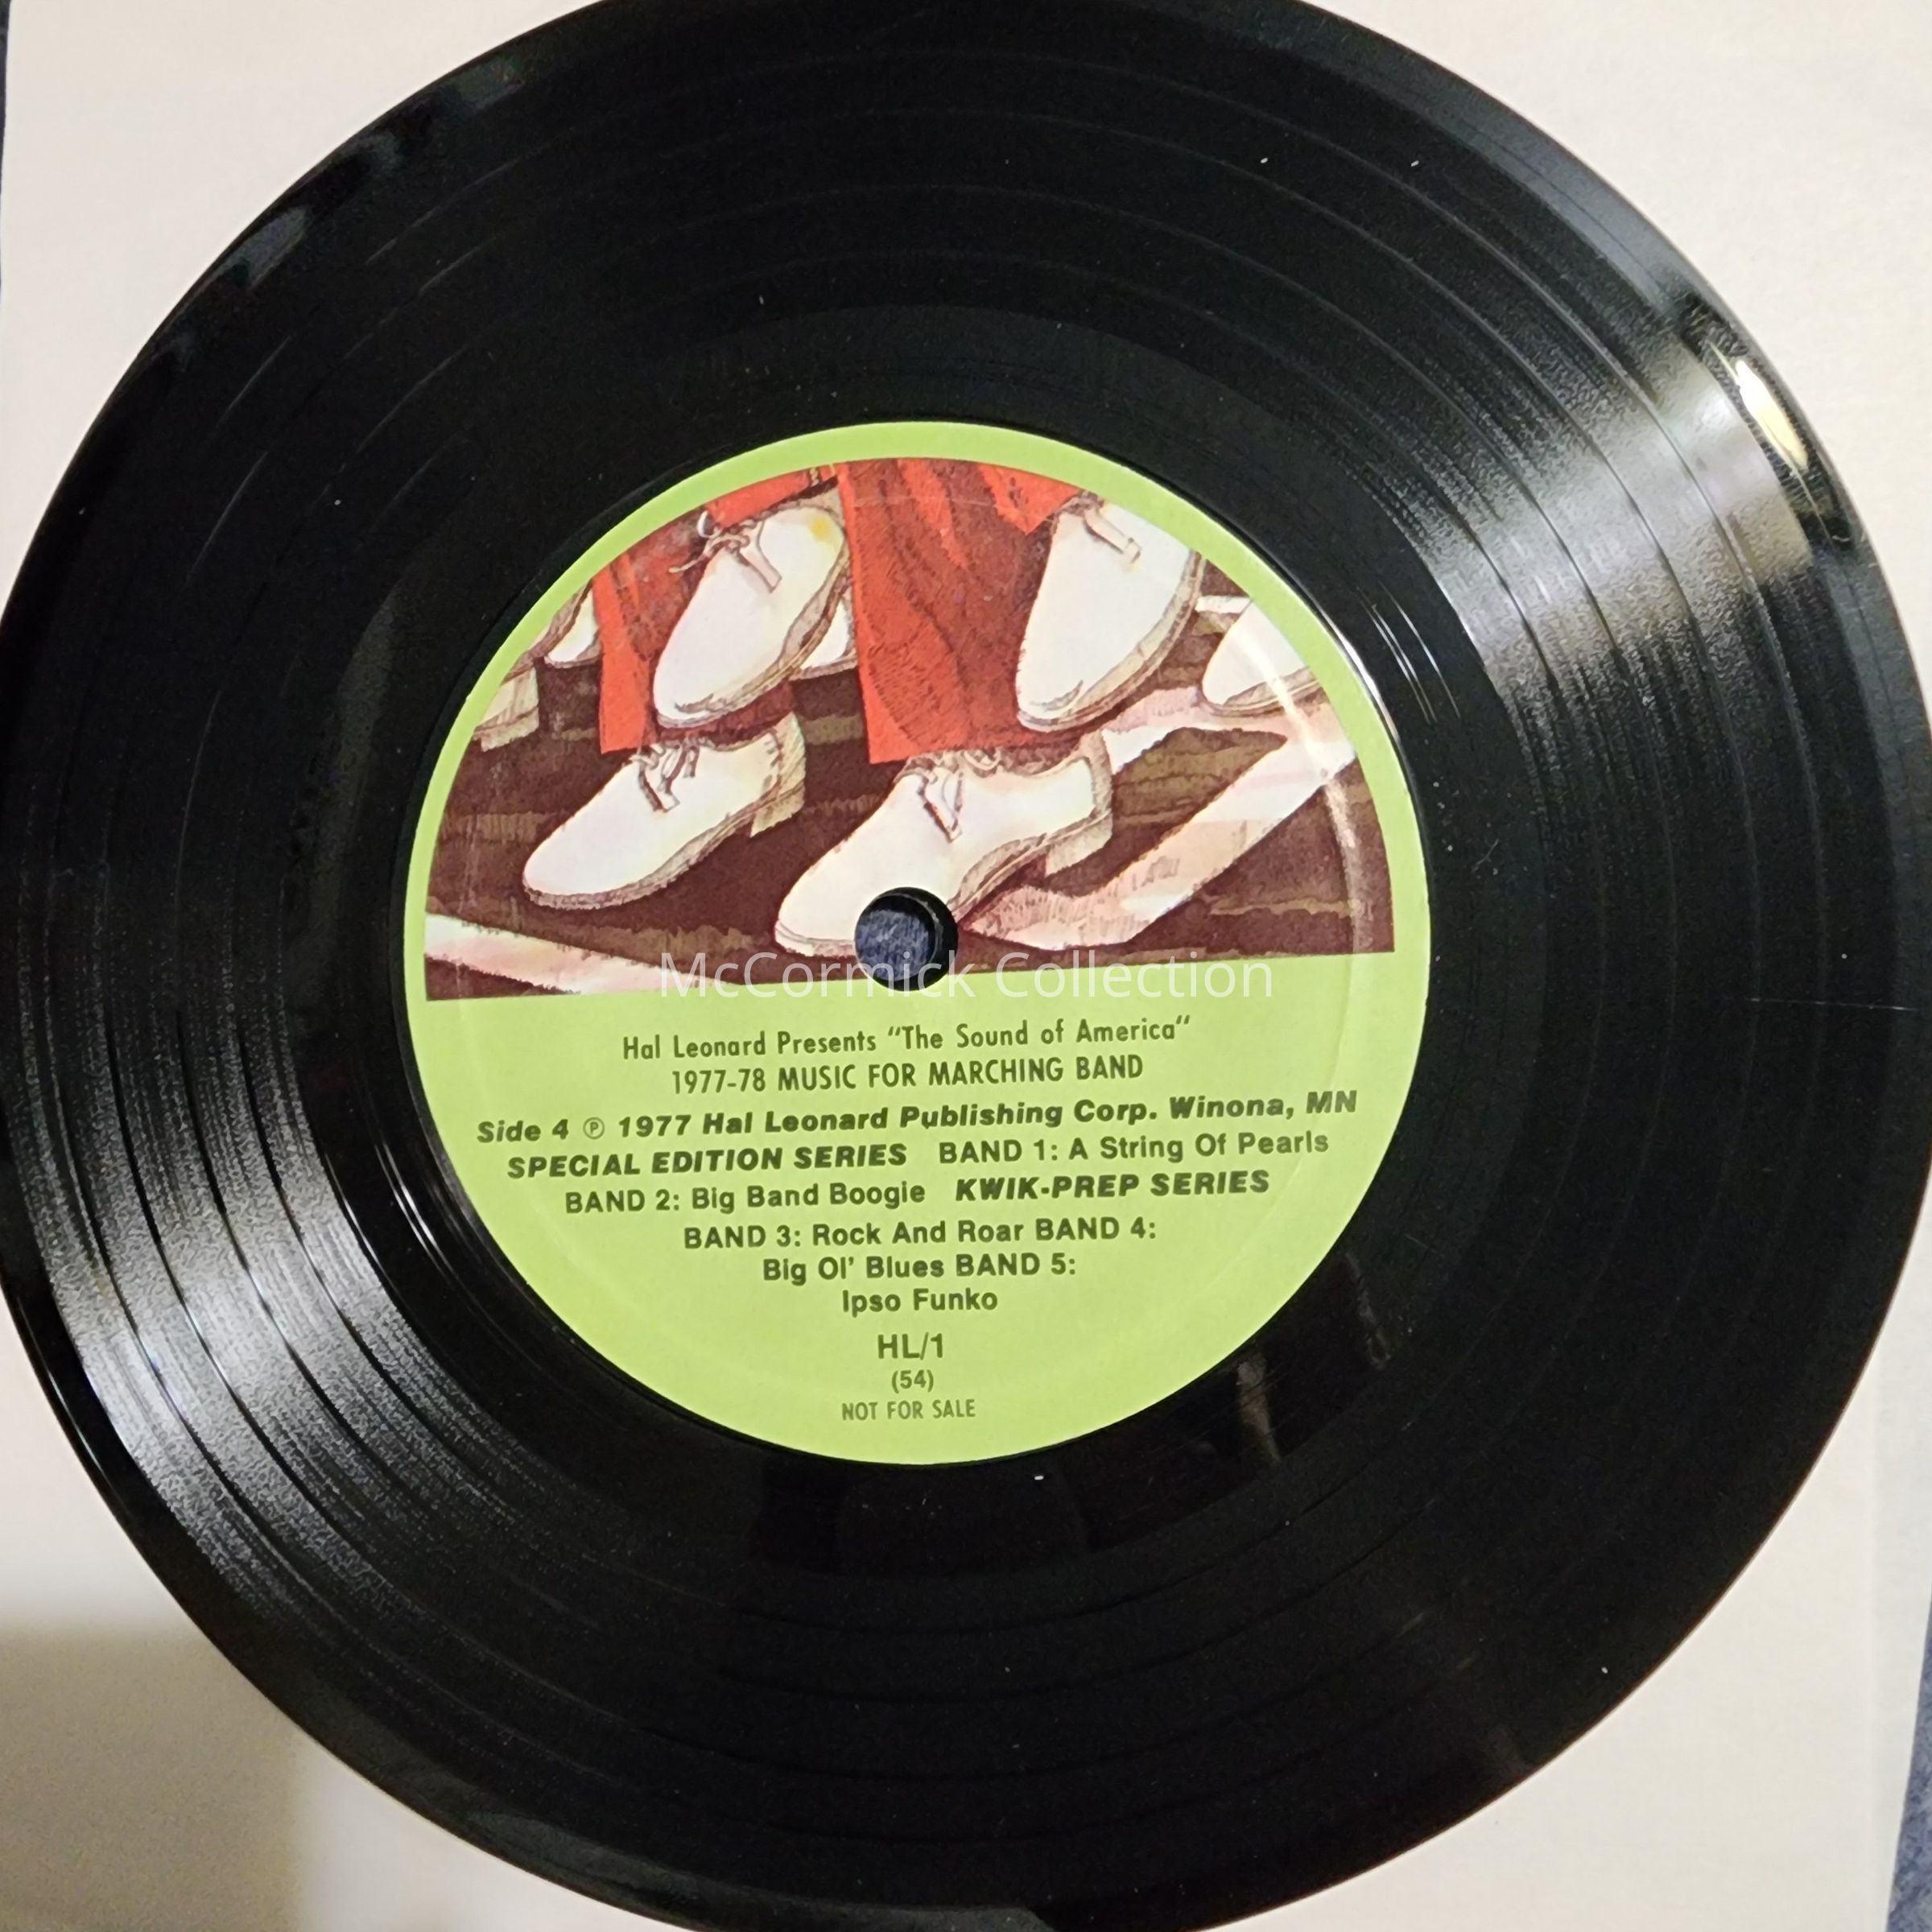 McCormick Collection
Hal Leonard Presents "The Sound of America"
1977-78 MUSIC FOR MARCHING BAND
Side 4 ℗ 1977 Hal Leonard Publishing Corp. Winona, MN
SPECIAL EDITION SERIES BAND 1: A String Of Pearls
BAND 2: Big Band Boogie KWIK-PREP SERIES
BAND 3: Rock And Roar BAND 4:
Big Ol' Blues BAND 5:
Ipso Funko
HL/1
(54)
NOT FOR SALE